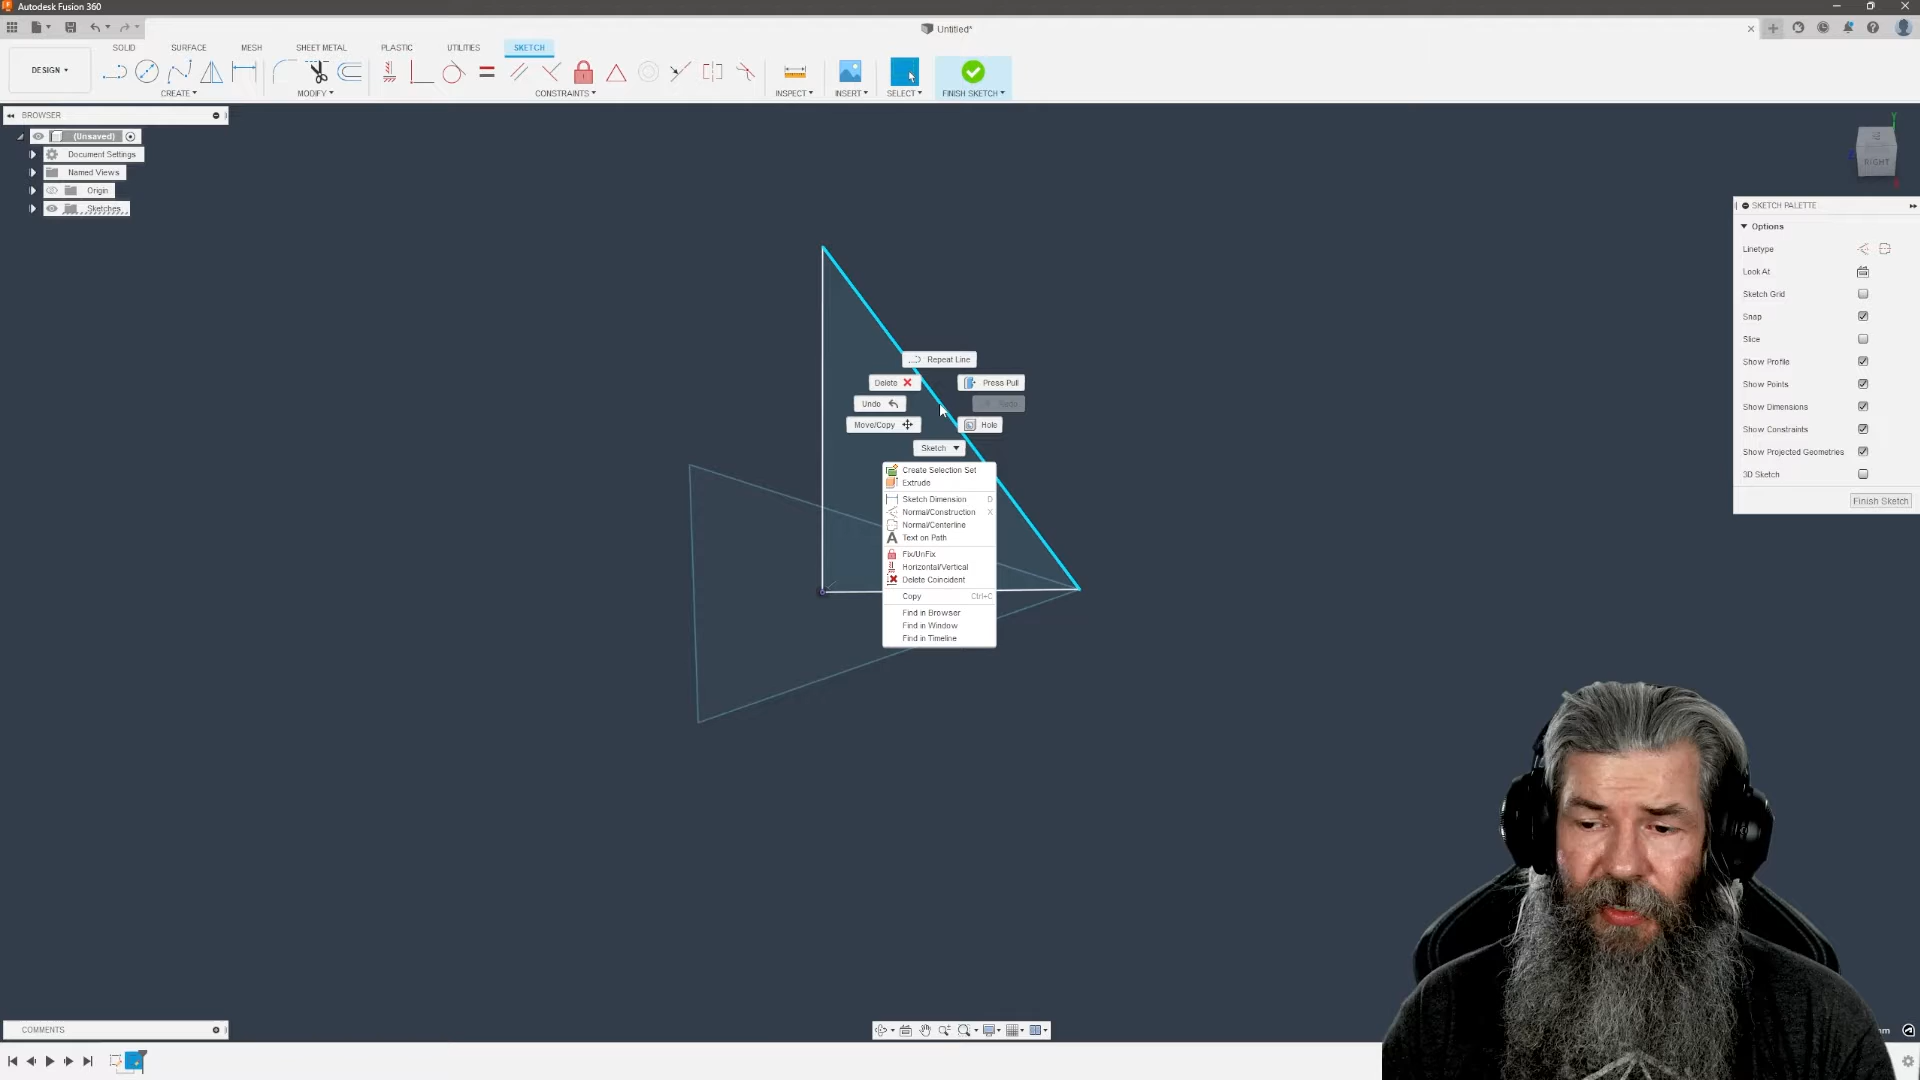 Autodesk Fusion 360
Untitled*
DESIGN
SOLID
SURFACE
MESH
SHEET METAL
PLASTIC
UTILITIES
SKETCH
CREATE
MODIFY
CONSTRAINTS
INSPECT
INSERT
SELECT
FINISH SKETCH
BROWSER
(Unsaved)
Document Settings
Named Views
Origin
Sketches
RIGHT
Y
SKETCH PALETTE
Options
Linetype
Look At
Sketch Grid
Snap
Slice
Show Profile
Show Points
Show Dimensions
Show Constraints
Show Projected Geometries
3D Sketch
Finish Sketch
Repeat Line
Delete
Press Pull
Undo
Redo
Move/Copy
Hole
Sketch
Create Selection Set
Extrude
Sketch Dimension D
Normal/Construction X
Normal/Centerline
Text on Path
Fix/UnFix
Horizontal/Vertical
Delete Coincident
Copy Ctrl+C
Find in Browser
Find in Window
Find in Timeline
COMMENTS